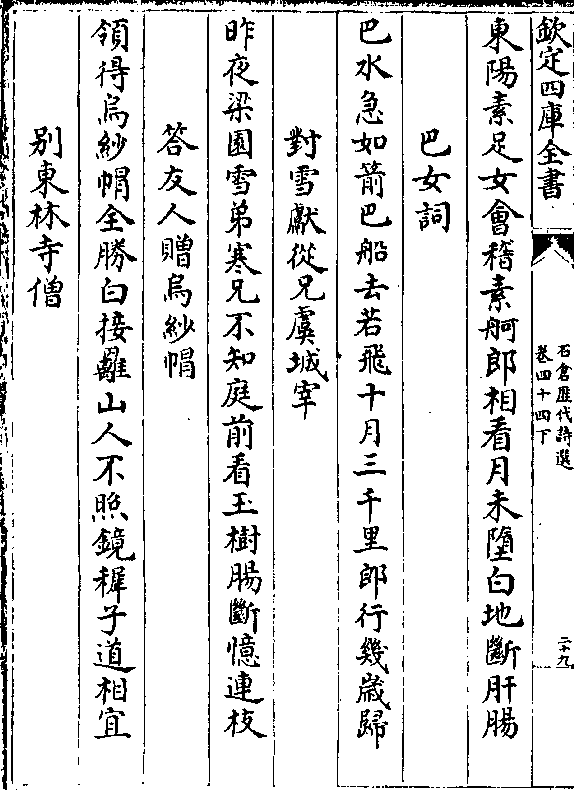 欽定四庫全書
石倉歷代詩選
卷四十四下
二十九
東陽素足女會稽素舸郎相看月未墮白地斷肝腸
巴女詞
巴水急如箭巴船去若飛十月三千里郎行幾歲歸
對雪獻從兄虞城宰
昨夜梁園雪弟寒兄不知庭前看玉樹腸斷憶連枝
答友人贈烏紗帽
領得烏紗帽全勝白接䍦山人不照鏡穉子道相宜
别東林寺僧